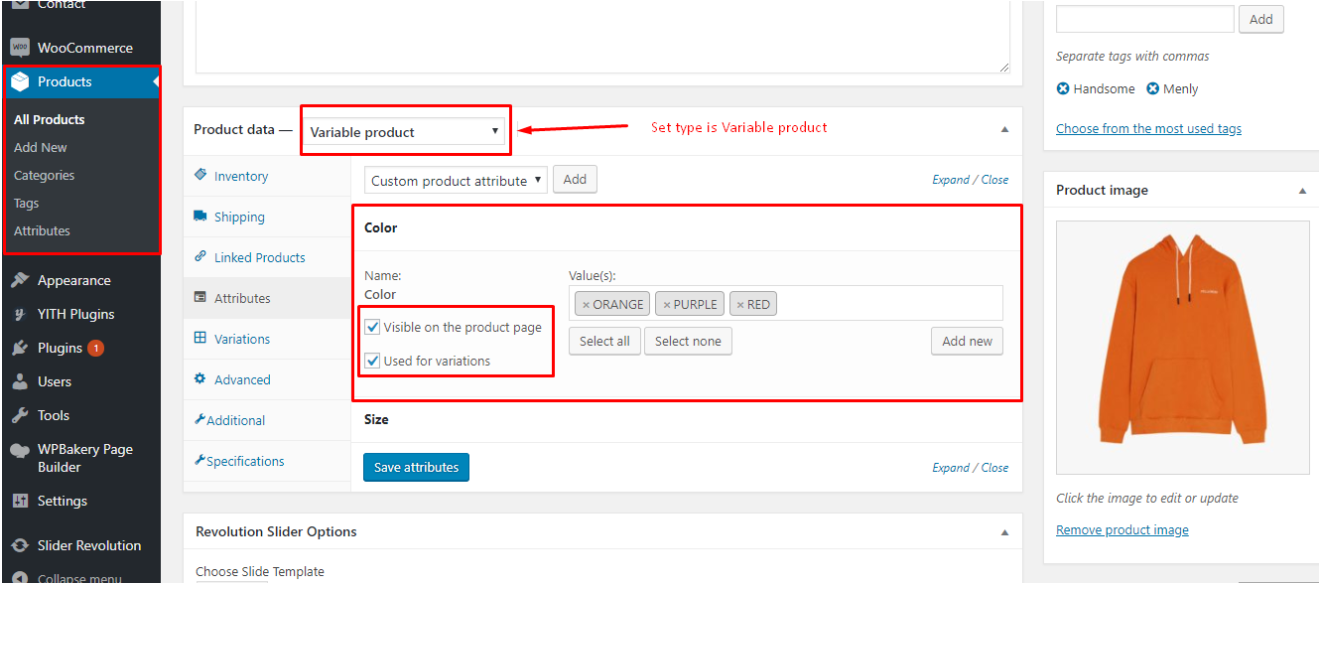 Contact
WooCommerce
Products
All Products
Add New
Categories
Tags
Attributes
Appearance
YITH Plugins
Plugins 1
Users
Tools
WPBakery Page
Builder
Settings
Slider Revolution
Collapse menu
Product data — Variable product
Set type is Variable product
Inventory
Shipping
Linked Products
Attributes
Variations
Advanced
Additional
Specifications
Custom product attribute Add
Expand / Close
Color
Name:
Color
Visible on the product page
Used for variations
Value(s):
× ORANGE × PURPLE × RED
Select all Select none Add new
Size
Save attributes
Expand / Close
Revolution Slider Options
Choose Slide Template
Add
Separate tags with commas
Handsome Menly
Choose from the most used tags
Product image
Click the image to edit or update
Remove product image